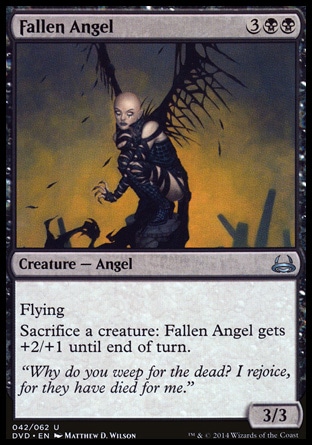 Fallen Angel 3
Creature — Angel
Flying
Sacrifice a creature: Fallen Angel gets
+2/+1 until end of turn.
“Why do you weep for the dead? I rejoice,
for they have died for me.”
3/3
042/062 U
DVD • EN Matthew D. Wilson ™ & © 2014 Wizards of the Coast